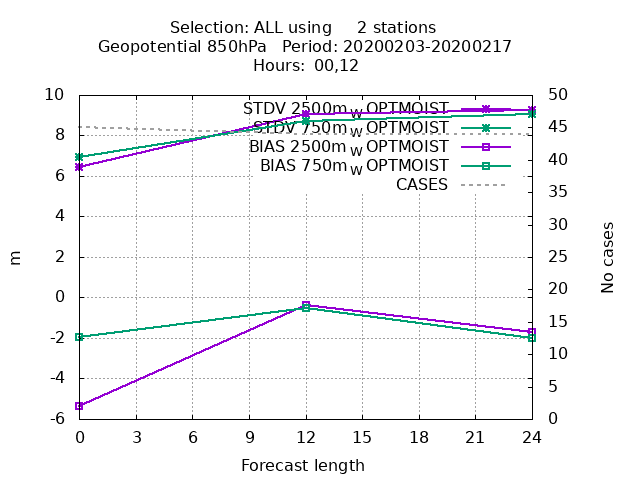 Selection: ALL using 2 stations
Geopotential 850hPa Period: 20200203-20200217
Hours: 00,12
10 50
STDV 2500m_W OPTMOIST
STDV 750m_W OPTMOIST
8 45
BIAS 2500m_W OPTMOIST
40
BIAS 750m_W OPTMOIST
6
CASES
35
4 30
2 25
m No cases
0 20
-2 15
10
-4
5
-6 0
0 3 6 9 12 15 18 21 24
Forecast length